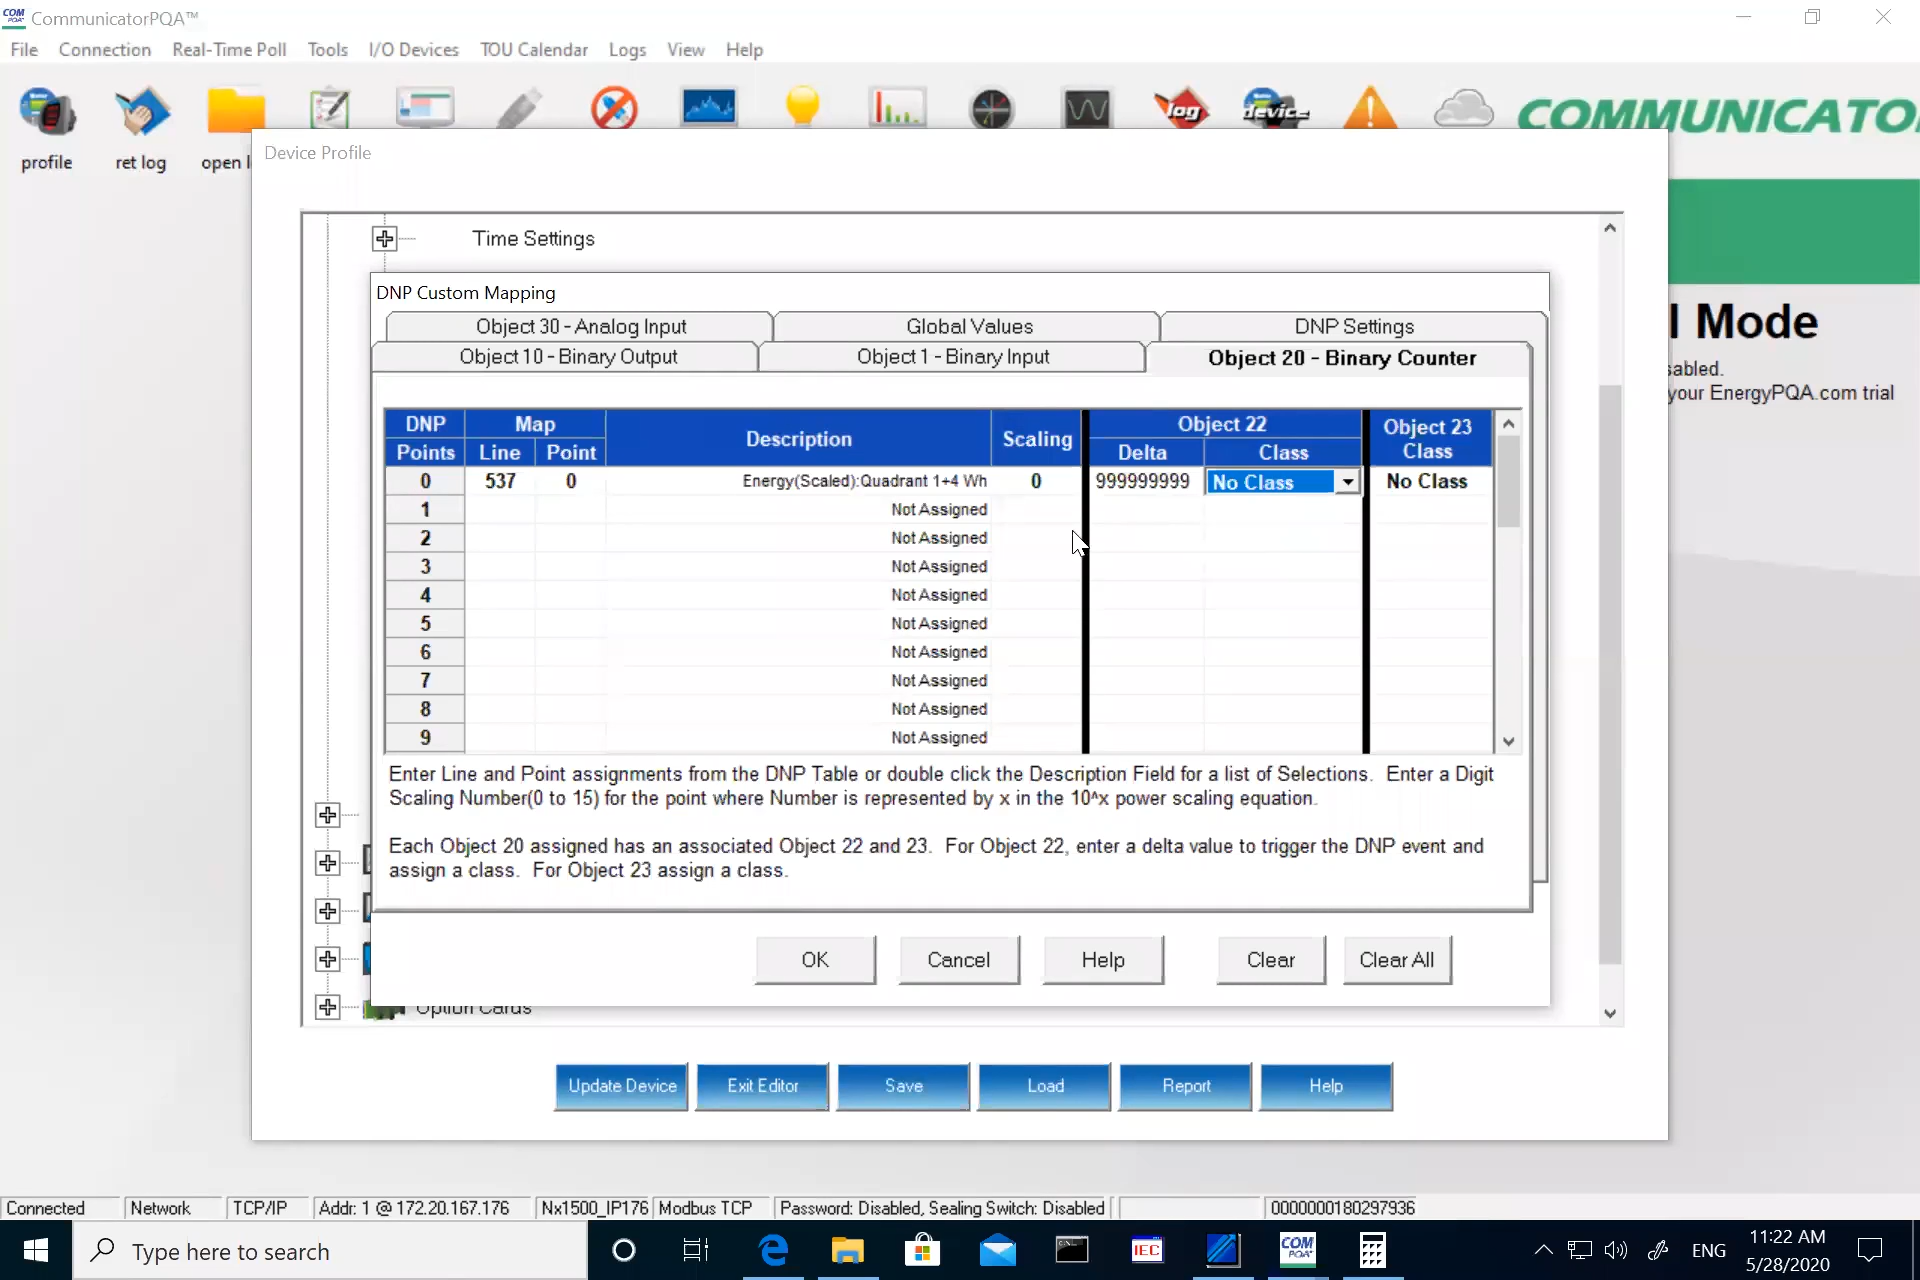 COM
PQA
CommunicatorPQA™
File Connection Real-Time Poll Tools I/O Devices TOU Calendar Logs View Help
log
device
COMMUNICATO
profile
ret log
open l
Device Profile
l Mode
sabled.
your EnergyPQA.com trial
Time Settings
DNP Custom Mapping
Object 30 - Analog Input Global Values DNP Settings
Object 10 - Binary Output Object 1 - Binary Input Object 20 - Binary Counter
DNP Map Description Scaling Object 22 Object 23
Points Line Point Delta Class Class
0 537 0 Energy(Scaled):Quadrant 1+4 Wh 0 999999999 No Class No Class
1 Not Assigned
2 Not Assigned
3 Not Assigned
4 Not Assigned
5 Not Assigned
6 Not Assigned
7 Not Assigned
8 Not Assigned
9 Not Assigned
Enter Line and Point assignments from the DNP Table or double click the Description Field for a list of Selections. Enter a Digit
Scaling Number(0 to 15) for the point where Number is represented by x in the 10^x power scaling equation.
Each Object 20 assigned has an associated Object 22 and 23. For Object 22, enter a delta value to trigger the DNP event and
assign a class. For Object 23 assign a class.
OK Cancel Help Clear Clear All
Option Cards
Update Device Exit Editor Save Load Report Help
Connected Network TCP/IP Addr: 1 @ 172.20.167.176 Nx1500_IP176 Modbus TCP Password: Disabled, Sealing Switch: Disabled 0000000180297936
Type here to search
IEC
COM
PQA
ENG
11:22 AM
5/28/2020